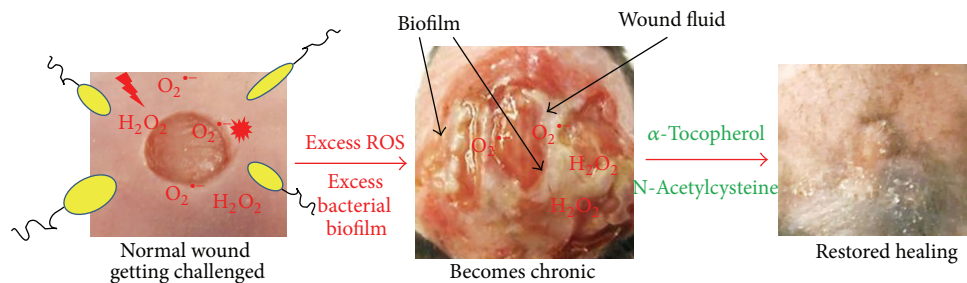 Biofilm
Wound fluid
O₂•−
H₂O₂
O₂•−
O₂•−
H₂O₂
Normal wound
getting challenged
Excess ROS
Excess
bacterial
biofilm
O₂•−
O₂•−
H₂O₂
H₂O₂
Becomes chronic
α-Tocopherol
N-Acetylcysteine
Restored healing